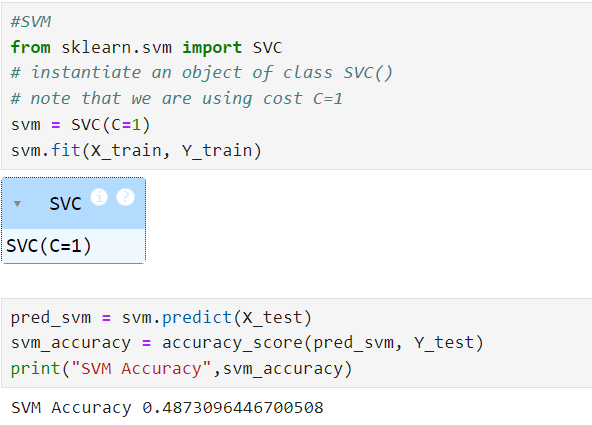 #SVM
from sklearn.svm import SVC
# instantiate an object of class SVC()
# note that we are using cost C=1
svm = SVC(C=1)
svm.fit(X_train, Y_train)
▾ SVC i ?
SVC(C=1)
pred_svm = svm.predict(X_test)
svm_accuracy = accuracy_score(pred_svm, Y_test)
print("SVM Accuracy",svm_accuracy)
SVM Accuracy 0.4873096446700508